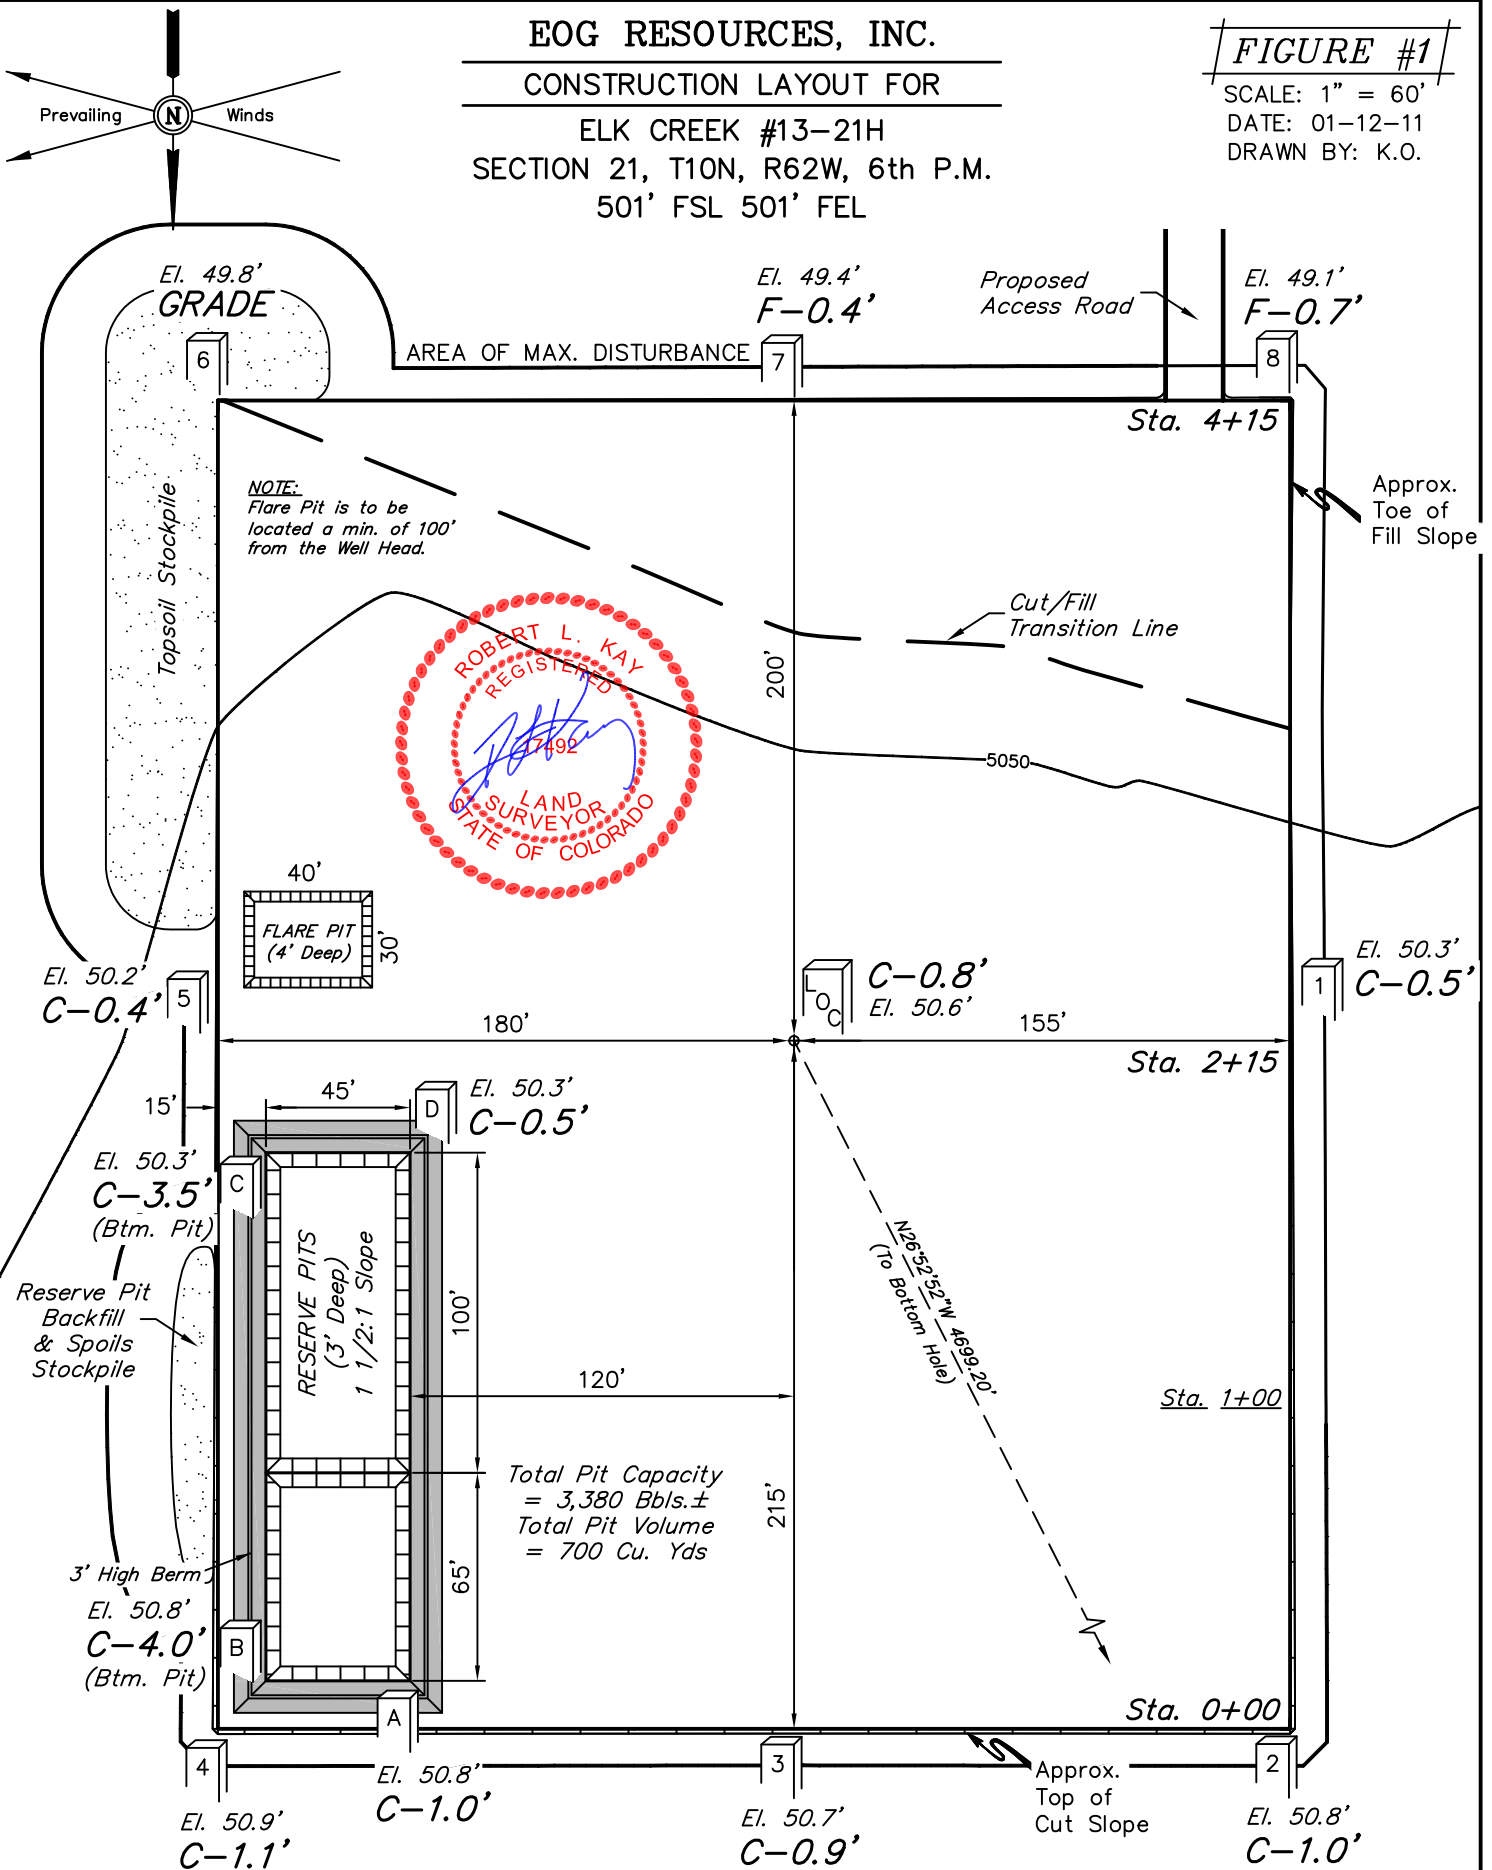 EOG RESOURCES, INC.
CONSTRUCTION LAYOUT FOR
ELK CREEK #13-21H
SECTION 21, T10N, R62W, 6th P.M.
501' FSL 501' FEL
FIGURE #1
SCALE: 1" = 60'
DATE: 01-12-11
DRAWN BY: K.O.
Prevailing
N
Winds
El. 49.8'
GRADE
6
El. 49.4'
F-0.4'
7
Proposed
Access Road
El. 49.1'
F-0.7'
8
AREA OF MAX. DISTURBANCE
Sta. 4+15
Approx.
Toe of
Fill Slope
Topsoil Stockpile
NOTE:
Flare Pit is to be
located a min. of 100'
from the Well Head.
Cut/Fill
Transition Line
200'
ROBERT L. KAY
REGISTERED
17492
LAND
SURVEYOR
STATE OF COLORADO
5050
40'
FLARE PIT
(4' Deep)
30'
El. 50.2'
C-0.4'
5
LOC
C-0.8'
El. 50.6'
El. 50.3'
C-0.5'
1
180'
155'
Sta. 2+15
15'
45'
D
El. 50.3'
C-0.5'
El. 50.3'
C-3.5'
(Btm. Pit)
C
RESERVE PITS
(3' Deep)
1 1/2:1 Slope
100'
N26°52'52"W 4699.20'
(To Bottom Hole)
Reserve Pit
Backfill
& Spoils
Stockpile
120'
Sta. 1+00
Total Pit Capacity
= 3,380 Bbls.±
Total Pit Volume
= 700 Cu. Yds
215'
65'
3' High Berm
El. 50.8'
C-4.0'
(Btm. Pit)
B
A
Sta. 0+00
4
El. 50.9'
C-1.1'
El. 50.8'
C-1.0'
3
El. 50.7'
C-0.9'
Approx.
Top of
Cut Slope
2
El. 50.8'
C-1.0'